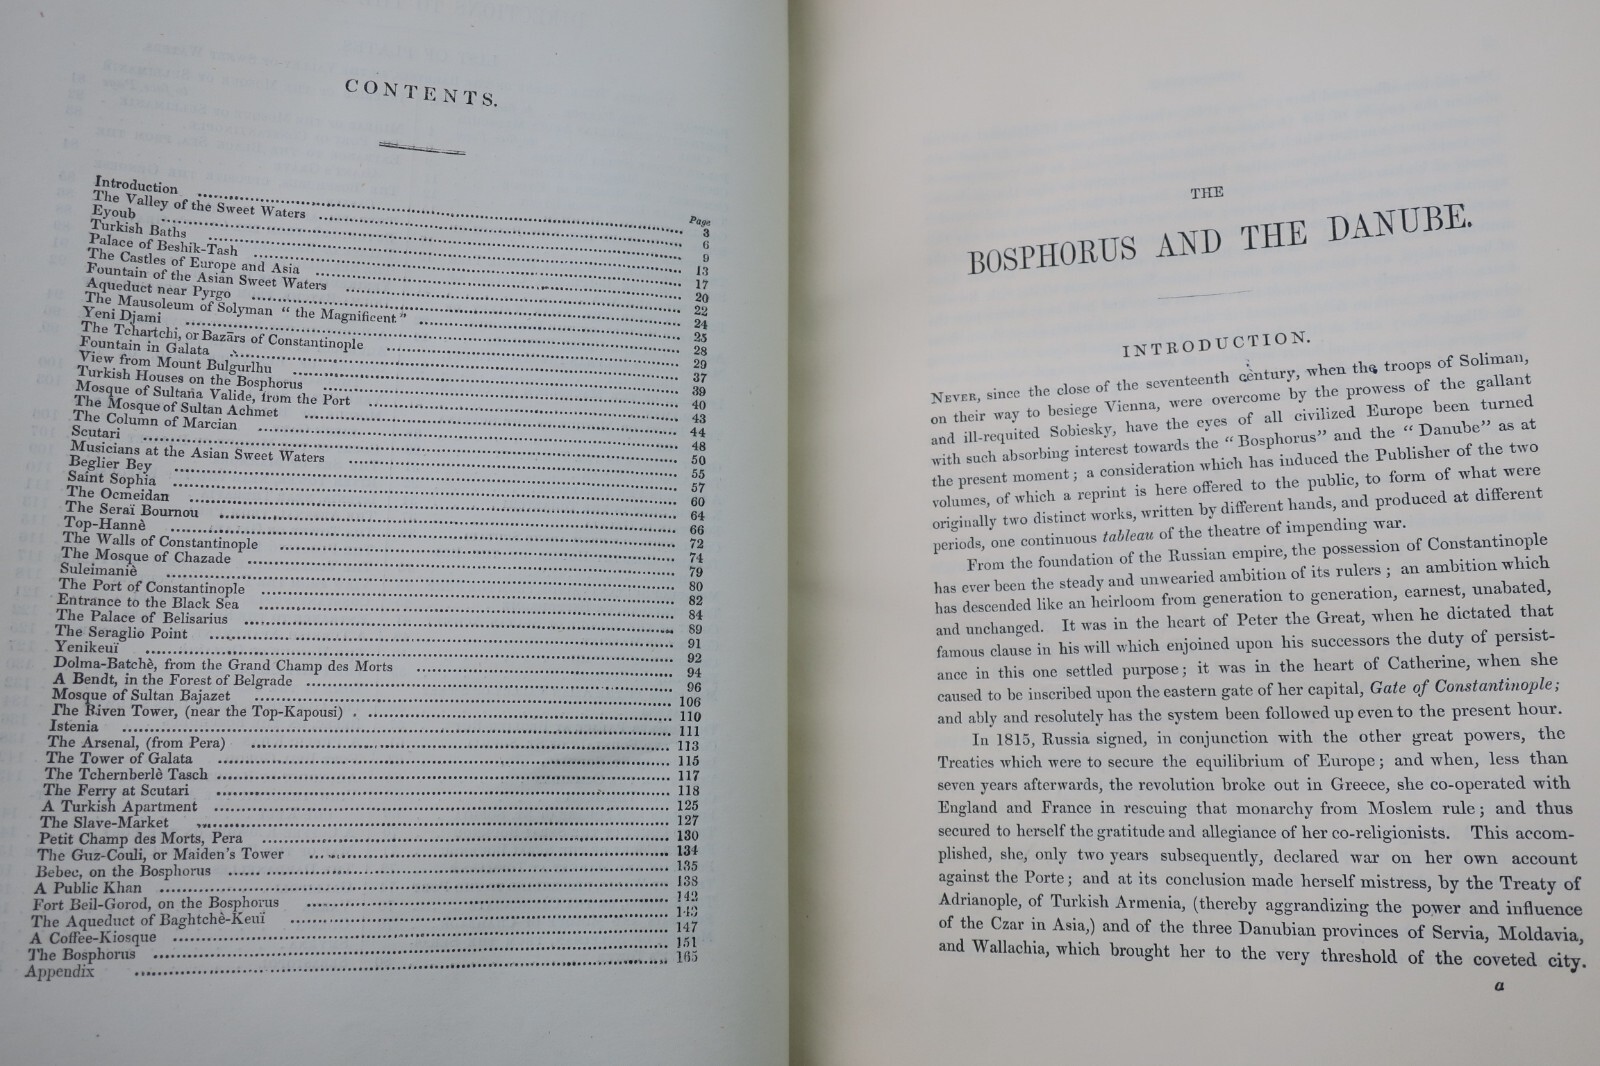 CONTENTS.
Page
Introduction ........ 3
The Valley of the Sweet Waters ........ 6
Eyoub ........ 9
Turkish Baths ........ 13
Palace of Beshik-Tash ........ 17
The Castles of Europe and Asia ........ 20
Fountain of the Asian Sweet Waters ........ 22
Aqueduct near Pyrgo ........ 24
The Mausoleum of Solyman “ the Magnificent” ........ 25
Yeni Djami ........ 28
The Tchartchi, or Bazārs of Constantinople ........ 29
Fountain in Galata ........ 37
View from Mount Bulgurlhu ........ 39
Turkish Houses on the Bosphorus ........ 40
Mosque of Sultana Valide, from the Port ........ 43
The Mosque of Sultan Achmet ........ 44
The Column of Marcian ........ 48
Scutari ........ 50
Musicians at the Asian Sweet Waters ........ 55
Beglier Bey ........ 57
Saint Sophia ........ 60
The Ocmeidan ........ 64
The Seraï Bournou ........ 66
Top-Hannè ........ 72
The Walls of Constantinople ........ 74
The Mosque of Chazade ........ 79
Suleimaniè ........ 80
The Port of Constantinople ........ 82
Entrance to the Black Sea ........ 84
The Palace of Belisarius ........ 89
The Seraglio Point ........ 91
Yenikeuï ........ 92
Dolma-Batchè, from the Grand Champ des Morts ........ 94
A Bendt, in the Forest of Belgrade ........ 96
Mosque of Sultan Bajazet ........ 106
The Riven Tower, (near the Top-Kapousi) ........ 110
Istenia ........ 111
The Arsenal, (from Pera) ........ 113
The Tower of Galata ........ 115
The Tchernberlè Tasch ........ 117
The Ferry at Scutari ........ 118
A Turkish Apartment ........ 125
The Slave-Market ........ 127
Petit Champ des Morts, Pera ........ 130
The Guz-Couli, or Maiden's Tower ........ 134
Bebec, on the Bosphorus ........ 135
A Public Khan ........ 138
Fort Beil-Gorod, on the Bosphorus ........ 142
The Aqueduct of Baghtchè-Keuï ........ 143
A Coffee-Kiosque ........ 147
The Bosphorus ........ 151
Appendix ........ 165
THE
BOSPHORUS AND THE DANUBE.
INTRODUCTION.
NEVER, since the close of the seventeenth century, when the troops of Soliman,
on their way to besiege Vienna, were overcome by the prowess of the gallant
and ill-requited Sobiesky, have the eyes of all civilized Europe been turned
with such absorbing interest towards the “ Bosphorus” and the “ Danube” as at
the present moment ; a consideration which has induced the Publisher of the two
volumes, of which a reprint is here offered to the public, to form of what were
originally two distinct works, written by different hands, and produced at different
periods, one continuous tableau of the theatre of impending war.
From the foundation of the Russian empire, the possession of Constantinople
has ever been the steady and unwearied ambition of its rulers ; an ambition which
has descended like an heirloom from generation to generation, earnest, unabated,
and unchanged. It was in the heart of Peter the Great, when he dictated that
famous clause in his will which enjoined upon his successors the duty of persist-
ance in this one settled purpose ; it was in the heart of Catherine, when she
caused to be inscribed upon the eastern gate of her capital, Gate of Constantinople ;
and ably and resolutely has the system been followed up even to the present hour.
In 1815, Russia signed, in conjunction with the other great powers, the
Treaties which were to secure the equilibrium of Europe ; and when, less than
seven years afterwards, the revolution broke out in Greece, she co-operated with
England and France in rescuing that monarchy from Moslem rule ; and thus
secured to herself the gratitude and allegiance of her co-religionists. This accom-
plished, she, only two years subsequently, declared war on her own account
against the Porte ; and at its conclusion made herself mistress, by the Treaty of
Adrianople, of Turkish Armenia, (thereby aggrandizing the power and influence
of the Czar in Asia,) and of the three Danubian provinces of Servia, Moldavia,
and Wallachia, which brought her to the very threshold of the coveted city.
a